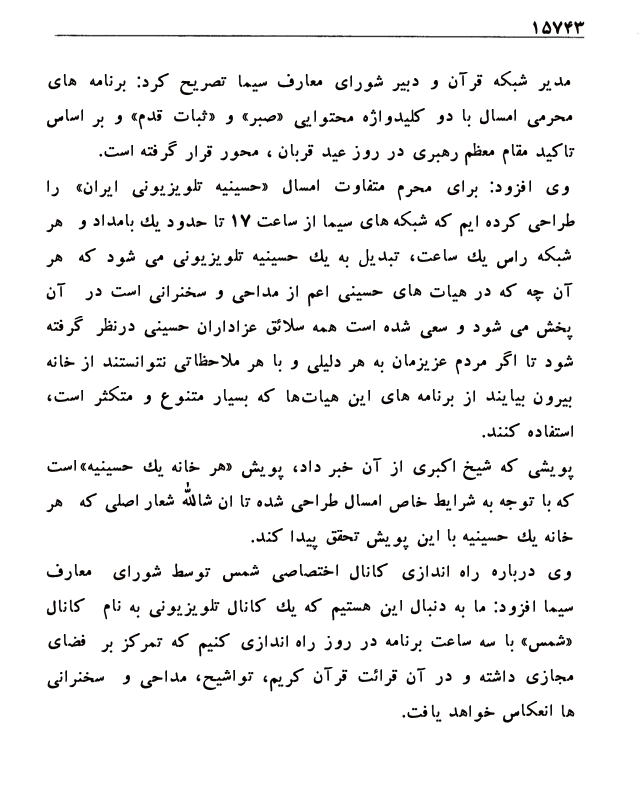 ۱۵۷۴۳
مدیر شبکه قرآن و دبیر شورای معارف سیما تصریح کرد: برنامه های
محرمی امسال با دو کلیدواژه محتوایی «صبر» و «ثبات قدم» و بر اساس
تاکید مقام معظم رهبری در روز عید قربان ، محور قرار گرفته است.
وی افزود: برای محرم متفاوت امسال «حسینیه تلویزیونی ایران» را
طراحی کرده ایم که شبکه های سیما از ساعت ۱۷ تا حدود یك بامداد و هر
شبکه راس یك ساعت، تبدیل به یك حسینیه تلویزیونی می شود که هر
آن چه که در هیات های حسینی اعم از مداحی و سخنرانی است در آن
پخش می شود و سعی شده است همه سلائق عزاداران حسینی درنظر گرفته
شود تا اگر مردم عزیزمان به هر دلیلی و با هر ملاحظاتی نتوانستند از خانه
بیرون بیایند از برنامه های این هیات‌ها که بسیار متنوع و متکثر است،
استفاده کنند.
پویشی که شیخ اکبری از آن خبر داد، پویش «هر خانه یك حسینیه»است
که با توجه به شرایط خاص امسال طراحی شده تا ان شالله شعار اصلی که هر
خانه یك حسینیه با این پویش تحقق پیدا کند.
وی درباره راه اندازی کانال اختصاصی شمس توسط شورای معارف
سیما افزود: ما به دنبال این هستیم که یك کانال تلویزیونی به نام کانال
«شمس» با سه ساعت برنامه در روز راه اندازی کنیم که تمرکز بر فضای
مجازی داشته و در آن قرائت قرآن کریم، تواشیح، مداحی و سخنرانی
ها انعکاس خواهد یافت.